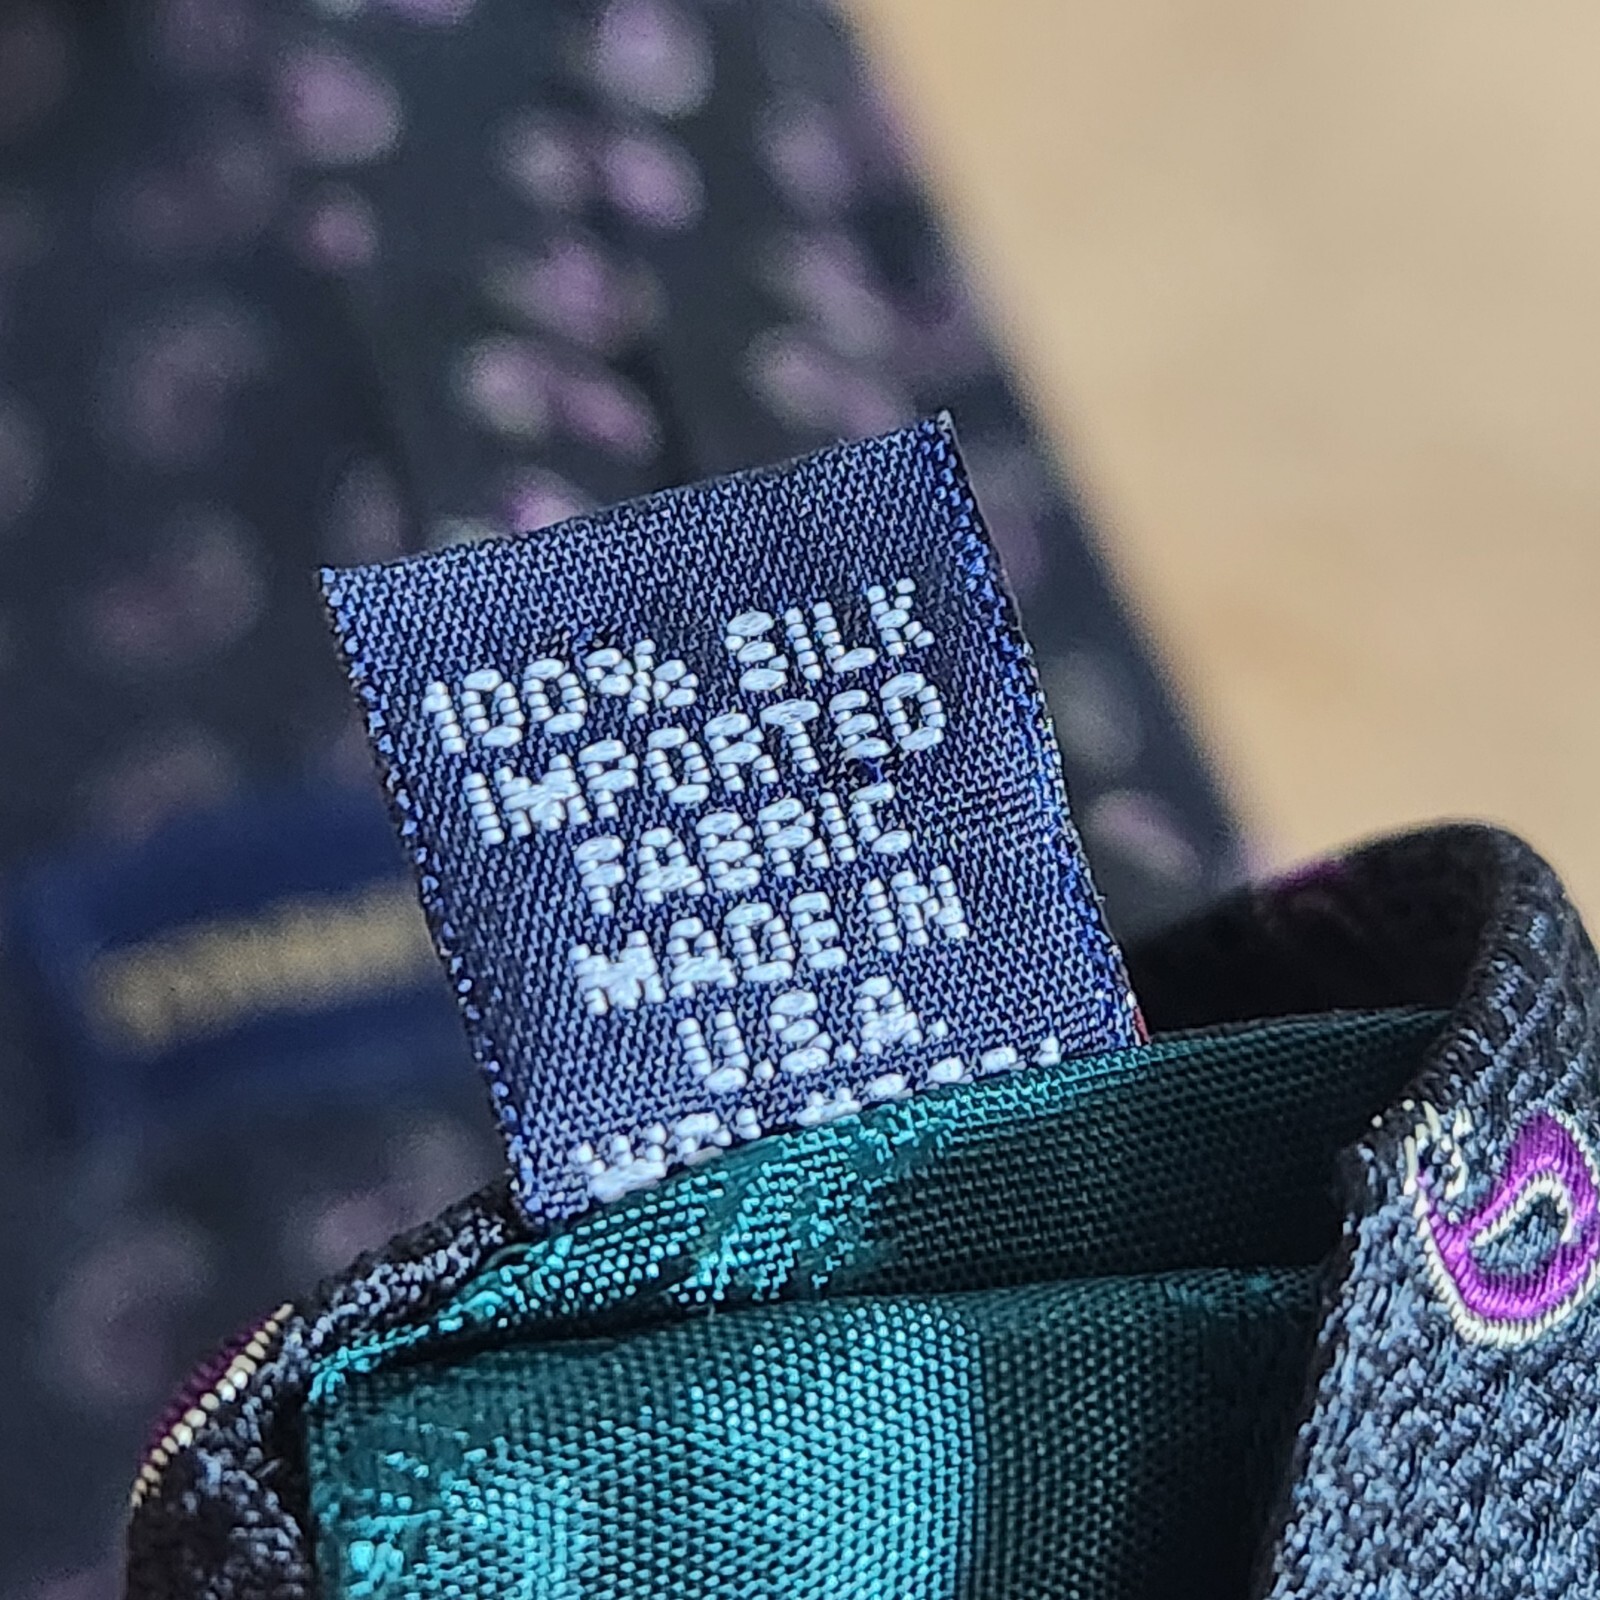 100% SILK
IMPORTED
FABRIC
MADE IN
U.S.A.